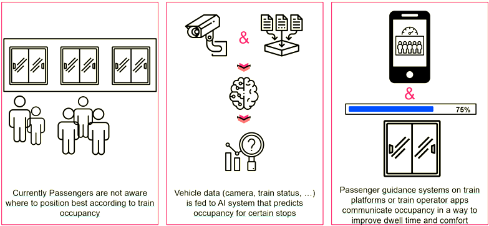 Currently Passengers are not aware
where to position best according to train
occupancy
&
Vehicle data (camera, train status, ...)
is fed to AI system that predicts
occupancy for certain stops
&
75%
Passenger guidance systems on train
platforms or train operator apps
communicate occupancy in a way to
improve dwell time and comfort